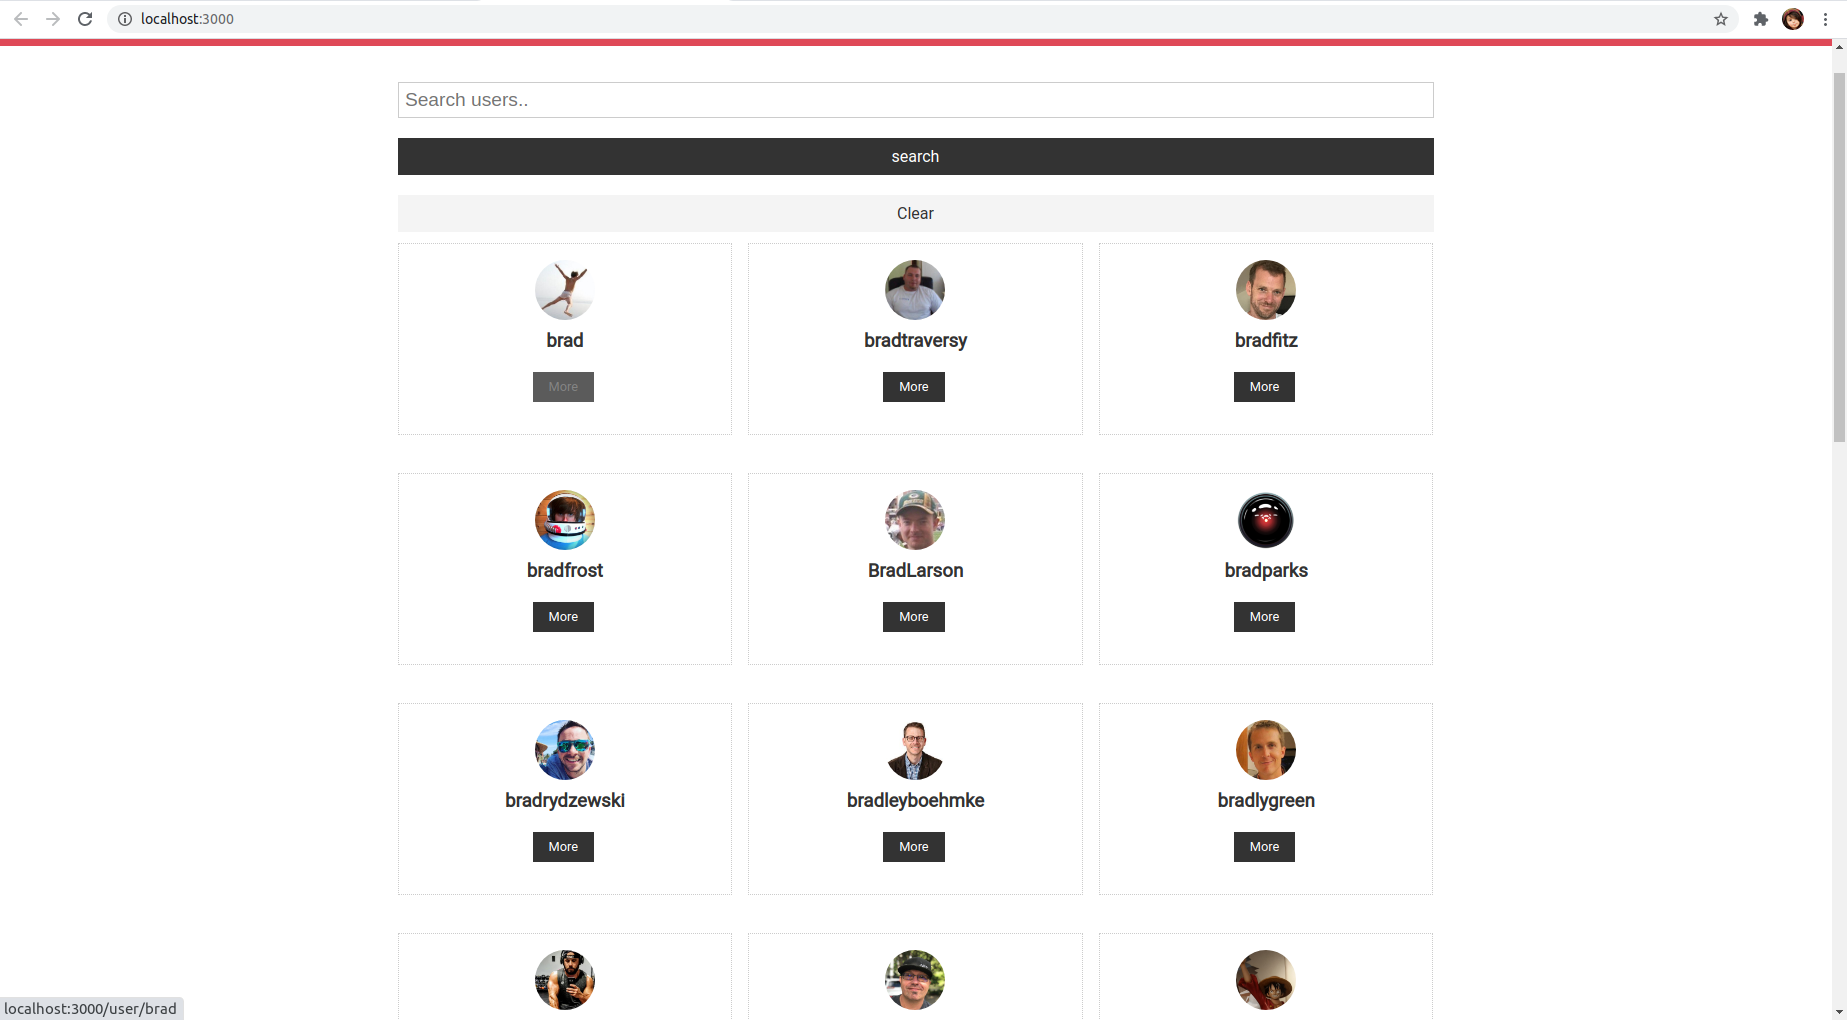 localhost:3000
Search users..
search
Clear
brad
bradtraversy
bradfitz
More
More
More
bradfrost
BradLarson
bradparks
More
More
More
bradrydzewski
bradleyboehmke
bradlygreen
More
More
More
localhost:3000/user/brad